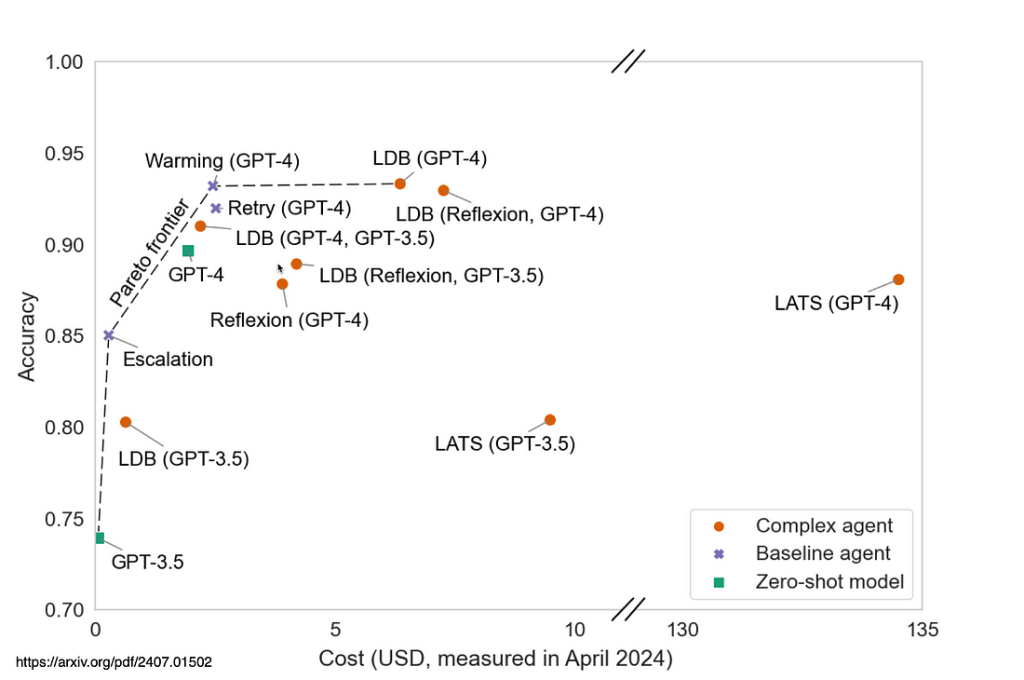 1.00
0.95
0.90
0.85
0.80
0.75
0.70
Accuracy
Warming (GPT-4)
LDB (GPT-4)
Retry (GPT-4)
LDB (Reflexion, GPT-4)
LDB (GPT-4, GPT-3.5)
Pareto frontier
GPT-4
LDB (Reflexion, GPT-3.5)
LATS (GPT-4)
Reflexion (GPT-4)
Escalation
LATS (GPT-3.5)
LDB (GPT-3.5)
GPT-3.5
Complex agent
Baseline agent
Zero-shot model
0 5 10 130 135
Cost (USD, measured in April 2024)
https://arxiv.org/pdf/2407.01502